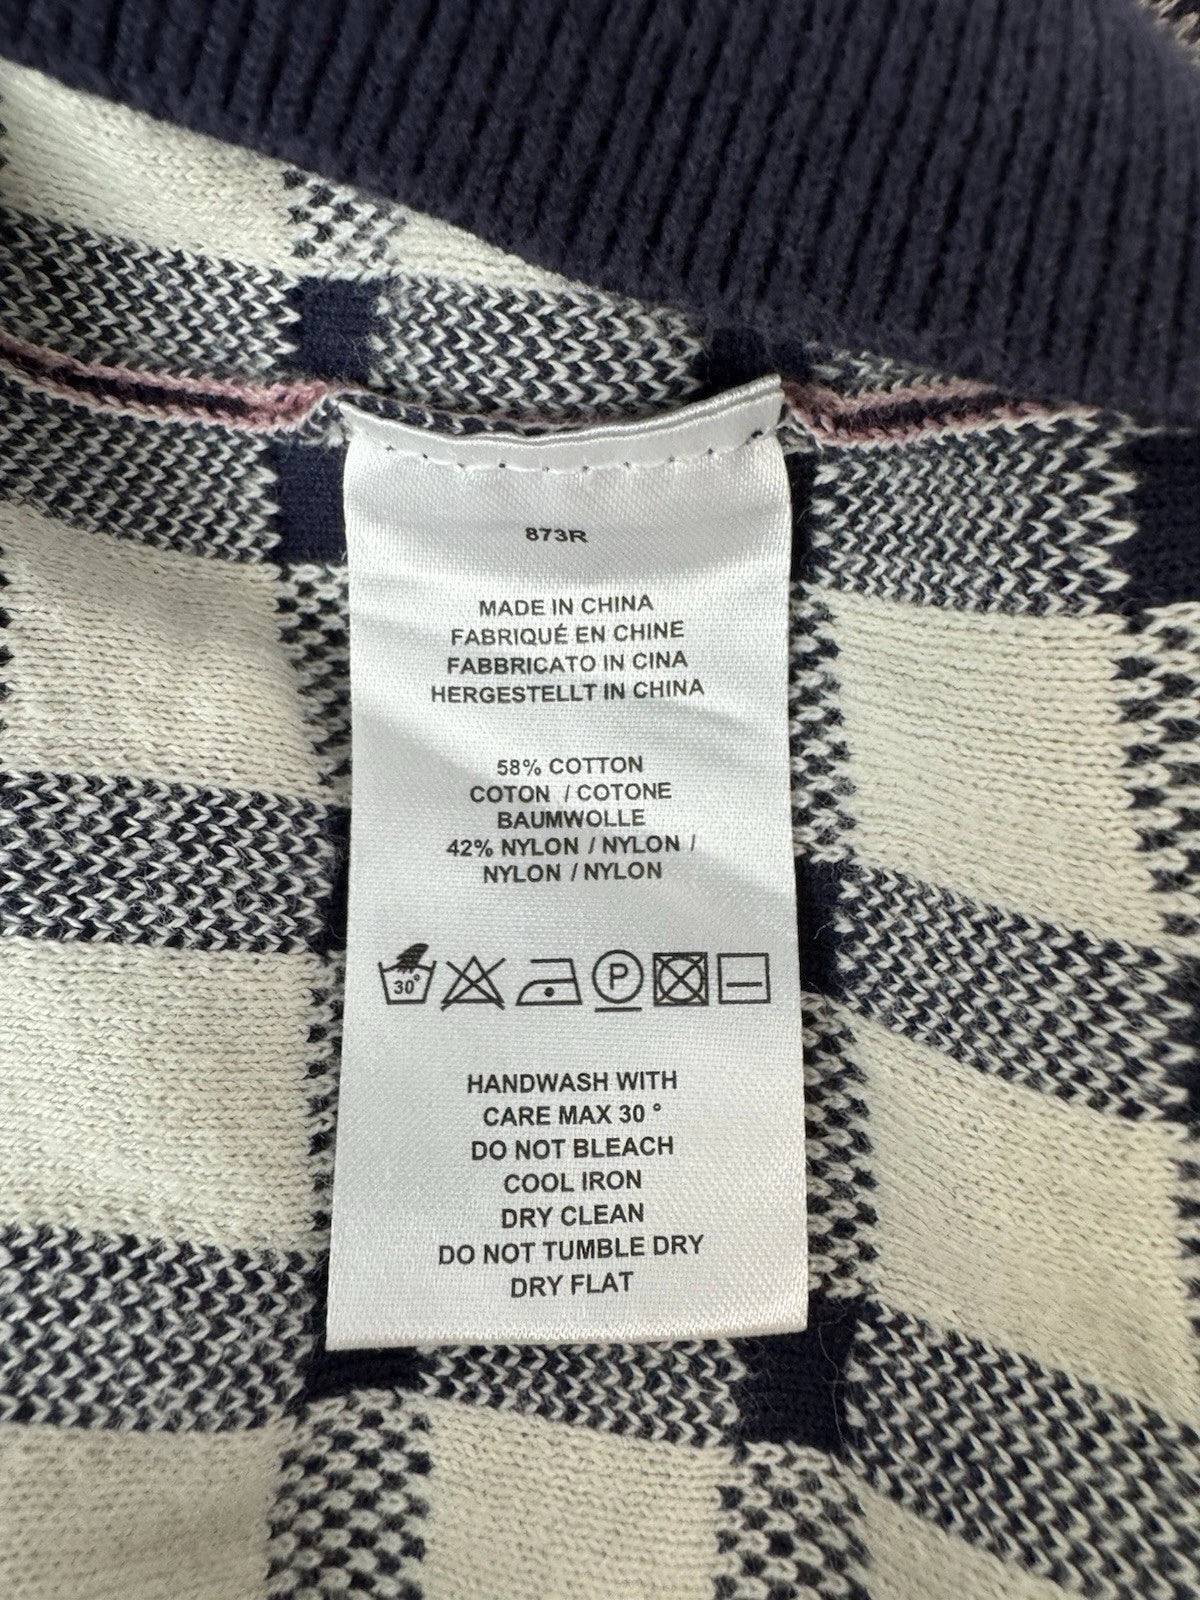 873R
MADE IN CHINA
FABRIQUÉ EN CHINE
FABBRICATO IN CINA
HERGESTELLT IN CHINA
58% COTTON
COTON / COTONE
BAUMWOLLE
42% NYLON / NYLON /
NYLON / NYLON
30° P
HANDWASH WITH
CARE MAX 30 °
DO NOT BLEACH
COOL IRON
DRY CLEAN
DO NOT TUMBLE DRY
DRY FLAT